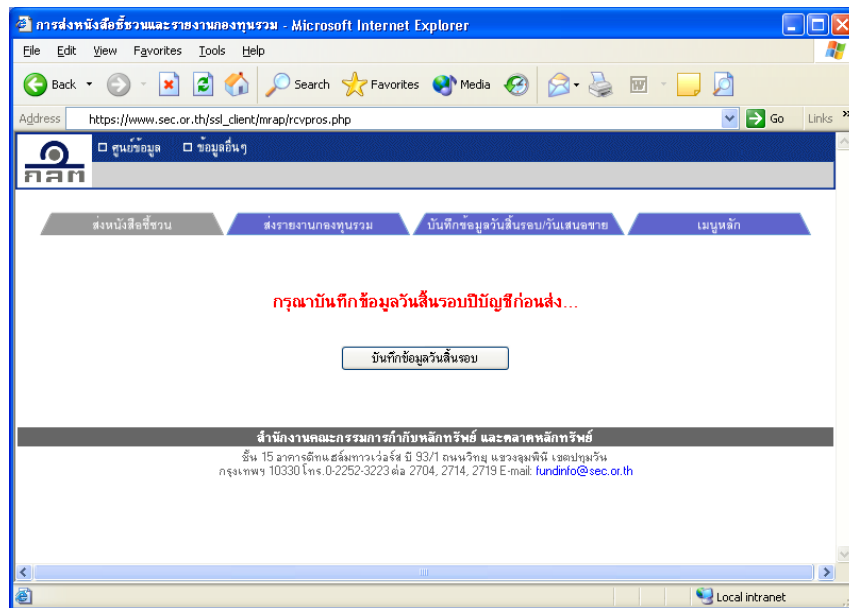 การส่งหนังสือชี้ชวนและรายงานกองทุนรวม - Microsoft Internet Explorer
File Edit View Favorites Tools Help
Back Search Favorites Media
Address https://www.sec.or.th/ssl_client/mrap/rcvpros.php Go Links »
ศูนย์ข้อมูล ข้อมูลอื่นๆ
กลต
ส่งหนังสือชี้ชวน ส่งรายงานกองทุนรวม บันทึกข้อมูลวันสิ้นรอบ/วันเสนอขาย เมนูหลัก
กรุณาบันทึกข้อมูลวันสิ้นรอบปีบัญชีก่อนส่ง...
บันทึกข้อมูลวันสิ้นรอบ
สำนักงานคณะกรรมการกำกับหลักทรัพย์ และตลาดหลักทรัพย์
ชั้น 15 อาคารดีทแฮล์มทาวเว่อร์ส บี 93/1 ถนนวิทยุ แขวงลุมพินี เขตปทุมวัน
กรุงเทพฯ 10330 โทร.0-2252-3223 ต่อ 2704, 2714, 2719 E-mail: fundinfo@sec.or.th
Local intranet